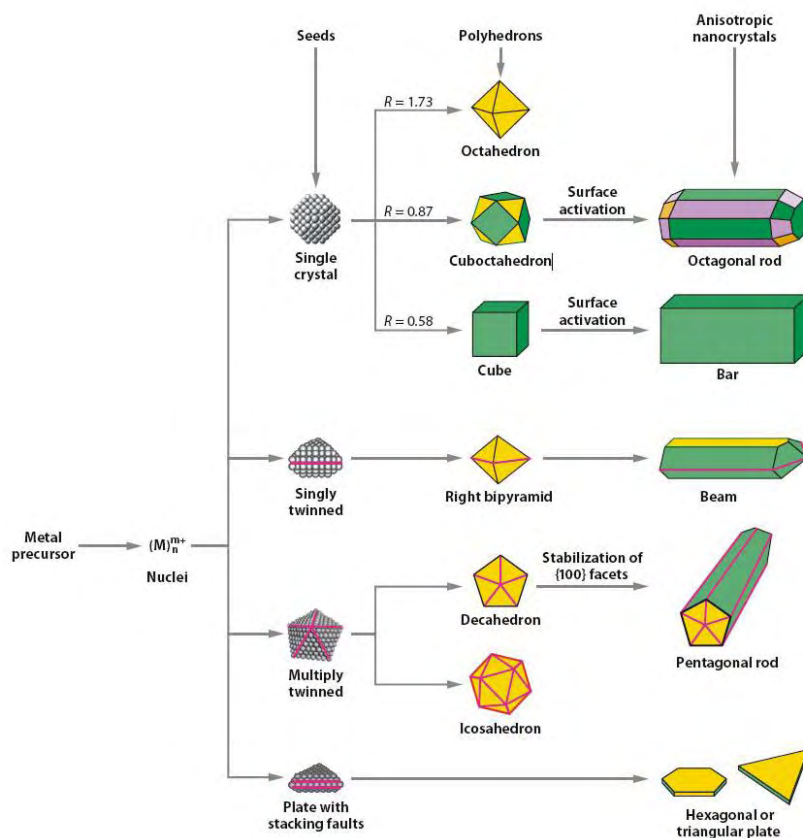 Seeds
Polyhedrons
Anisotropic
nanocrystals
R = 1.73
Octahedron
R = 0.87
Surface
activation
Single
crystal
Cuboctahedron
Octagonal rod
R = 0.58
Surface
activation
Cube
Bar
Singly
twinned
Right bipyramid
Beam
Metal
precursor
(M)ₙᵐ⁺
Nuclei
Stabilization of
{100} facets
Decahedron
Multiply
twinned
Pentagonal rod
Icosahedron
Plate with
stacking faults
Hexagonal or
triangular plate